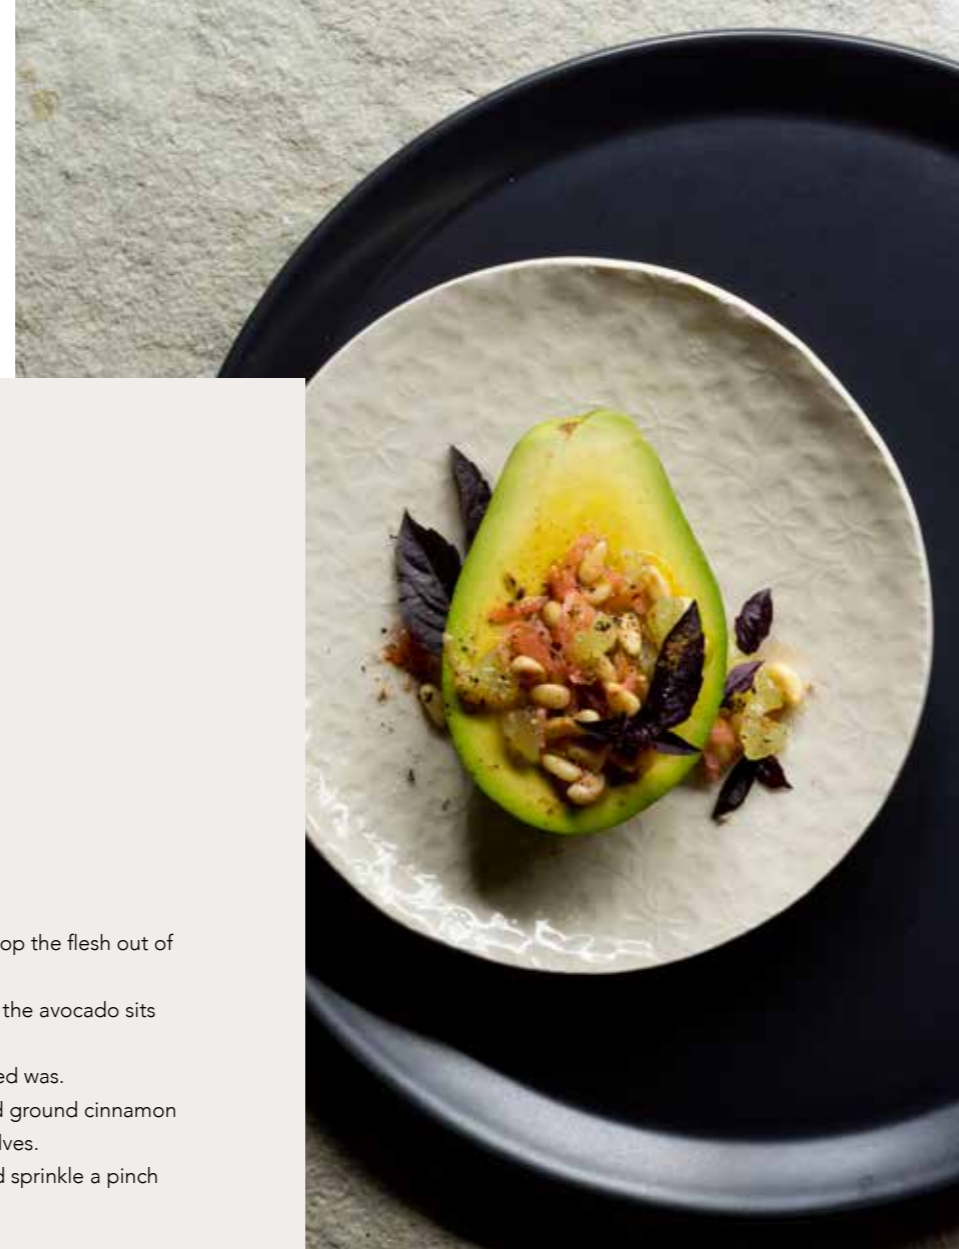 op the flesh out of
the avocado sits
ed was.
d ground cinnamon
lves.
d sprinkle a pinch